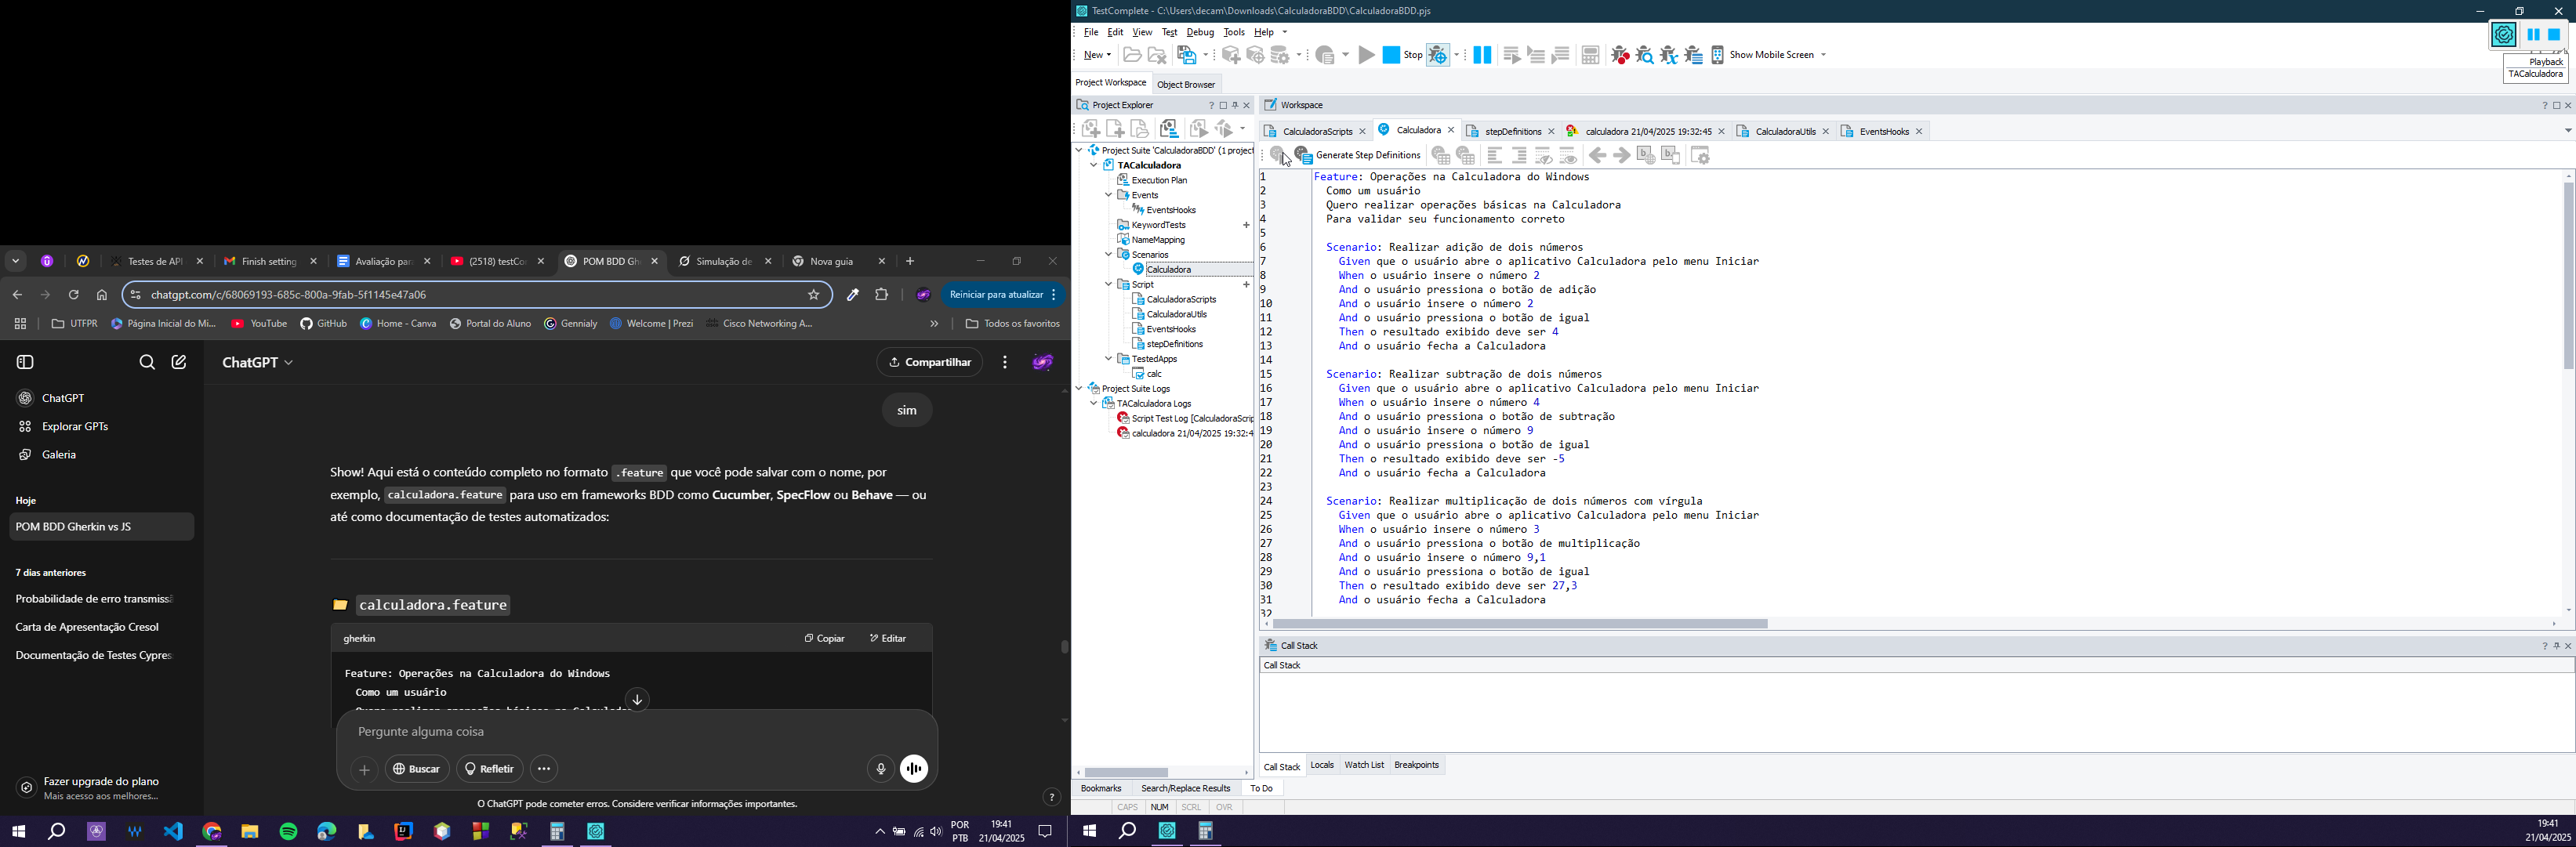 Testes de API
Finish setting
Avaliação par
(2518) testCo
POM BDD Gh
Simulação de
Nova guia
chatgpt.com/c/68069193-685c-800a-9fab-5f1145e47a06
Reiniciar para atualizar
UTFPR
Página Inicial do Mi...
YouTube
GitHub
Home - Canva
Portal do Aluno
Gennialy
Welcome | Prezi
Cisco Networking A...
Todos os favoritos
ChatGPT
Compartilhar
ChatGPT
Explorar GPTs
Galeria
Hoje
POM BDD Gherkin vs JS
7 dias anteriores
Probabilidade de erro transmiss
Carta de Apresentação Cresol
Documentação de Testes Cypres
Fazer upgrade do plano
Mais acesso aos melhores...
sim
Show! Aqui está o conteúdo completo no formato .feature que você pode salvar com o nome, por
exemplo, calculadora.feature para uso em frameworks BDD como Cucumber, SpecFlow ou Behave — ou
até como documentação de testes automatizados:
calculadora.feature
gherkin
Copiar
Editar
Feature: Operações na Calculadora do Windows
Como um usuário
Quero realizar operações básicas na Calculado
Pergunte alguma coisa
Buscar
Refletir
O ChatGPT pode cometer erros. Considere verificar informações importantes.
?
POR
PTB
19:41
21/04/2025
TestComplete - C:\Users\decam\Downloads\CalculadoraBDD\CalculadoraBDD.pjs
File Edit View Test Debug Tools Help
New
Stop
Show Mobile Screen
Playback
TACalculadora
Project Workspace
Object Browser
Project Explorer
Workspace
CalculadoraScripts
Calculadora
stepDefinitions
calculadora 21/04/2025 19:32:45
CalculadoraUtils
EventsHooks
Generate Step Definitions
Project Suite 'CalculadoraBDD' (1 project
TACalculadora
Execution Plan
Events
EventsHooks
KeywordTests
NameMapping
Scenarios
Calculadora
Script
CalculadoraScripts
CalculadoraUtils
EventsHooks
stepDefinitions
TestedApps
calc
Project Suite Logs
TACalculadora Logs
Script Test Log [CalculadoraScrip
calculadora 21/04/2025 19:32:4
1 Feature: Operações na Calculadora do Windows
2 Como um usuário
3 Quero realizar operações básicas na Calculadora
4 Para validar seu funcionamento correto
5
6 Scenario: Realizar adição de dois números
7 Given que o usuário abre o aplicativo Calculadora pelo menu Iniciar
8 When o usuário insere o número 2
9 And o usuário pressiona o botão de adição
10 And o usuário insere o número 2
11 And o usuário pressiona o botão de igual
12 Then o resultado exibido deve ser 4
13 And o usuário fecha a Calculadora
14
15 Scenario: Realizar subtração de dois números
16 Given que o usuário abre o aplicativo Calculadora pelo menu Iniciar
17 When o usuário insere o número 4
18 And o usuário pressiona o botão de subtração
19 And o usuário insere o número 9
20 And o usuário pressiona o botão de igual
21 Then o resultado exibido deve ser -5
22 And o usuário fecha a Calculadora
23
24 Scenario: Realizar multiplicação de dois números com vírgula
25 Given que o usuário abre o aplicativo Calculadora pelo menu Iniciar
26 When o usuário insere o número 3
27 And o usuário pressiona o botão de multiplicação
28 And o usuário insere o número 9,1
29 And o usuário pressiona o botão de igual
30 Then o resultado exibido deve ser 27,3
31 And o usuário fecha a Calculadora
32
Call Stack
Call Stack
Call Stack
Locals
Watch List
Breakpoints
Bookmarks
Search/Replace Results
To Do
CAPS
NUM
SCRL
OVR
19:41
21/04/2025